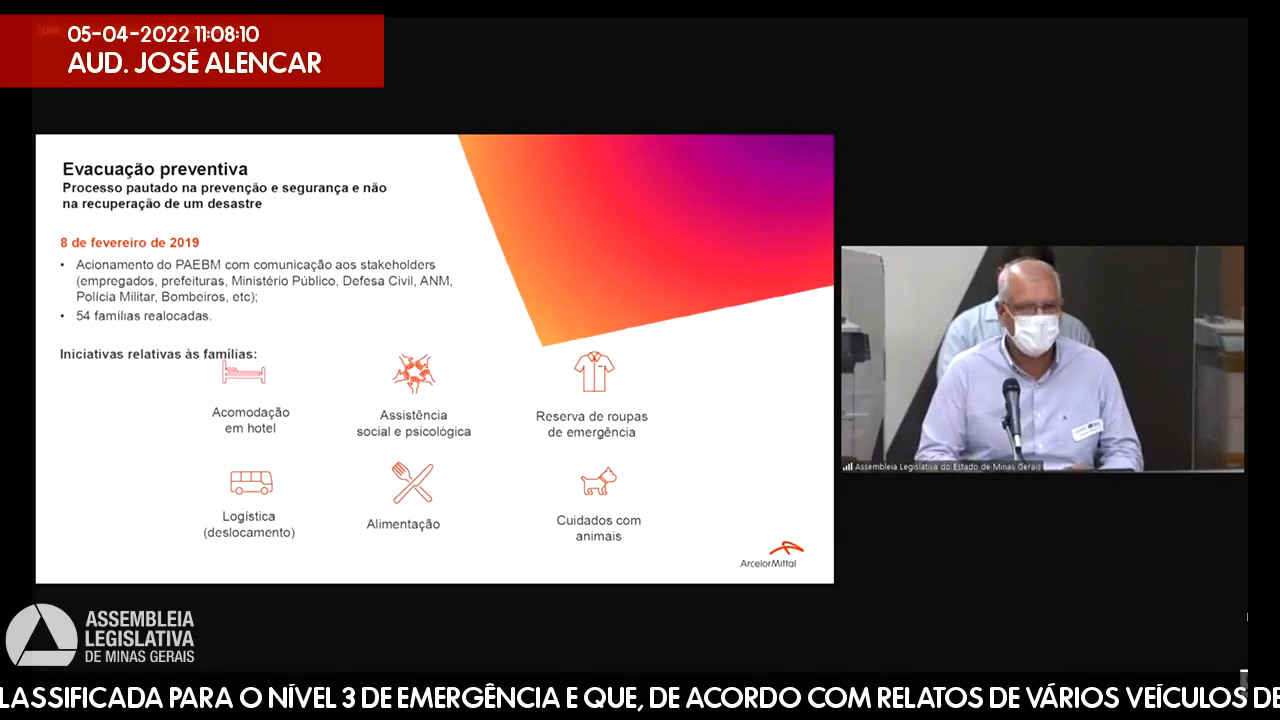 LIVE
05-04-2022 11:08:10
AUD. JOSÉ ALENCAR
Evacuação preventiva
Processo pautado na prevenção e segurança e não
na recuperação de um desastre
8 de fevereiro de 2019
• Acionamento do PAEBM com comunicação aos stakeholders
(empregados, prefeituras, Ministério Público, Defesa Civil, ANM,
Polícia Militar, Bombeiros, etc);
• 54 famílias realocadas.
Iniciativas relativas às famílias:
Acomodação
em hotel
Assistência
social e psicológica
Reserva de roupas
de emergência
Logística
(deslocamento)
Alimentação
Cuidados com
animais
ArcelorMittal
Assembleia Legislativa do Estado de Minas Gerais
ASSEMBLEIA
LEGISLATIVA
DE MINAS GERAIS
LASSIFICADA PARA O NÍVEL 3 DE EMERGÊNCIA E QUE, DE ACORDO COM RELATOS DE VÁRIOS VEÍCULOS DE